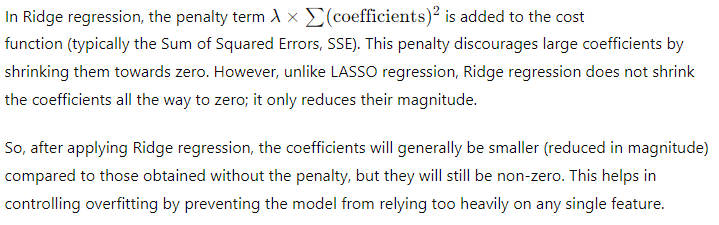 In Ridge regression, the penalty term λ × ∑(coefficients)² is added to the cost
function (typically the Sum of Squared Errors, SSE). This penalty discourages large coefficients by
shrinking them towards zero. However, unlike LASSO regression, Ridge regression does not shrink
the coefficients all the way to zero; it only reduces their magnitude.
So, after applying Ridge regression, the coefficients will generally be smaller (reduced in magnitude)
compared to those obtained without the penalty, but they will still be non-zero. This helps in
controlling overfitting by preventing the model from relying too heavily on any single feature.